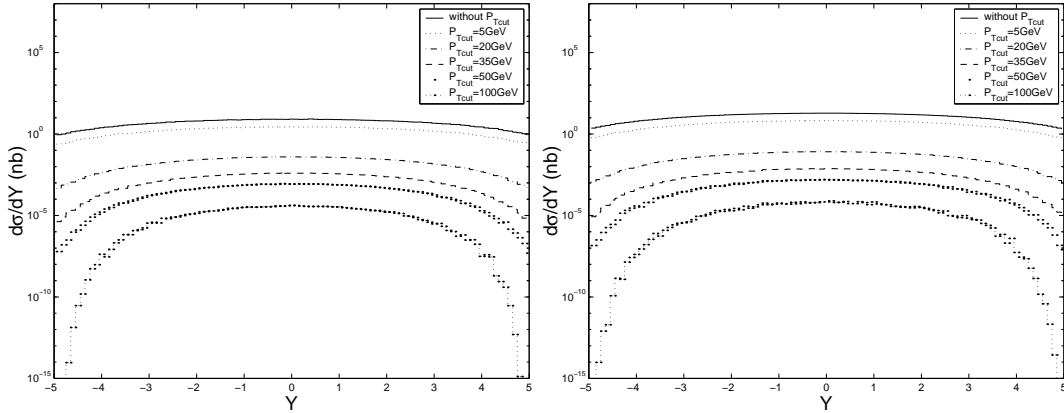 without P_Tcut
P_Tcut=5GeV
P_Tcut=20GeV
P_Tcut=35GeV
P_Tcut=50GeV
P_Tcut=100GeV
10^5
10^0
10^−5
10^−10
10^−15
dσ/dY (nb)
−5 −4 −3 −2 −1 0 1 2 3 4 5
Y
without P_Tcut
P_Tcut=5GeV
P_Tcut=20GeV
P_Tcut=35GeV
P_Tcut=50GeV
P_Tcut=100GeV
10^5
10^0
10^−5
10^−10
10^−15
dσ/dY (nb)
−5 −4 −3 −2 −1 0 1 2 3 4 5
Y